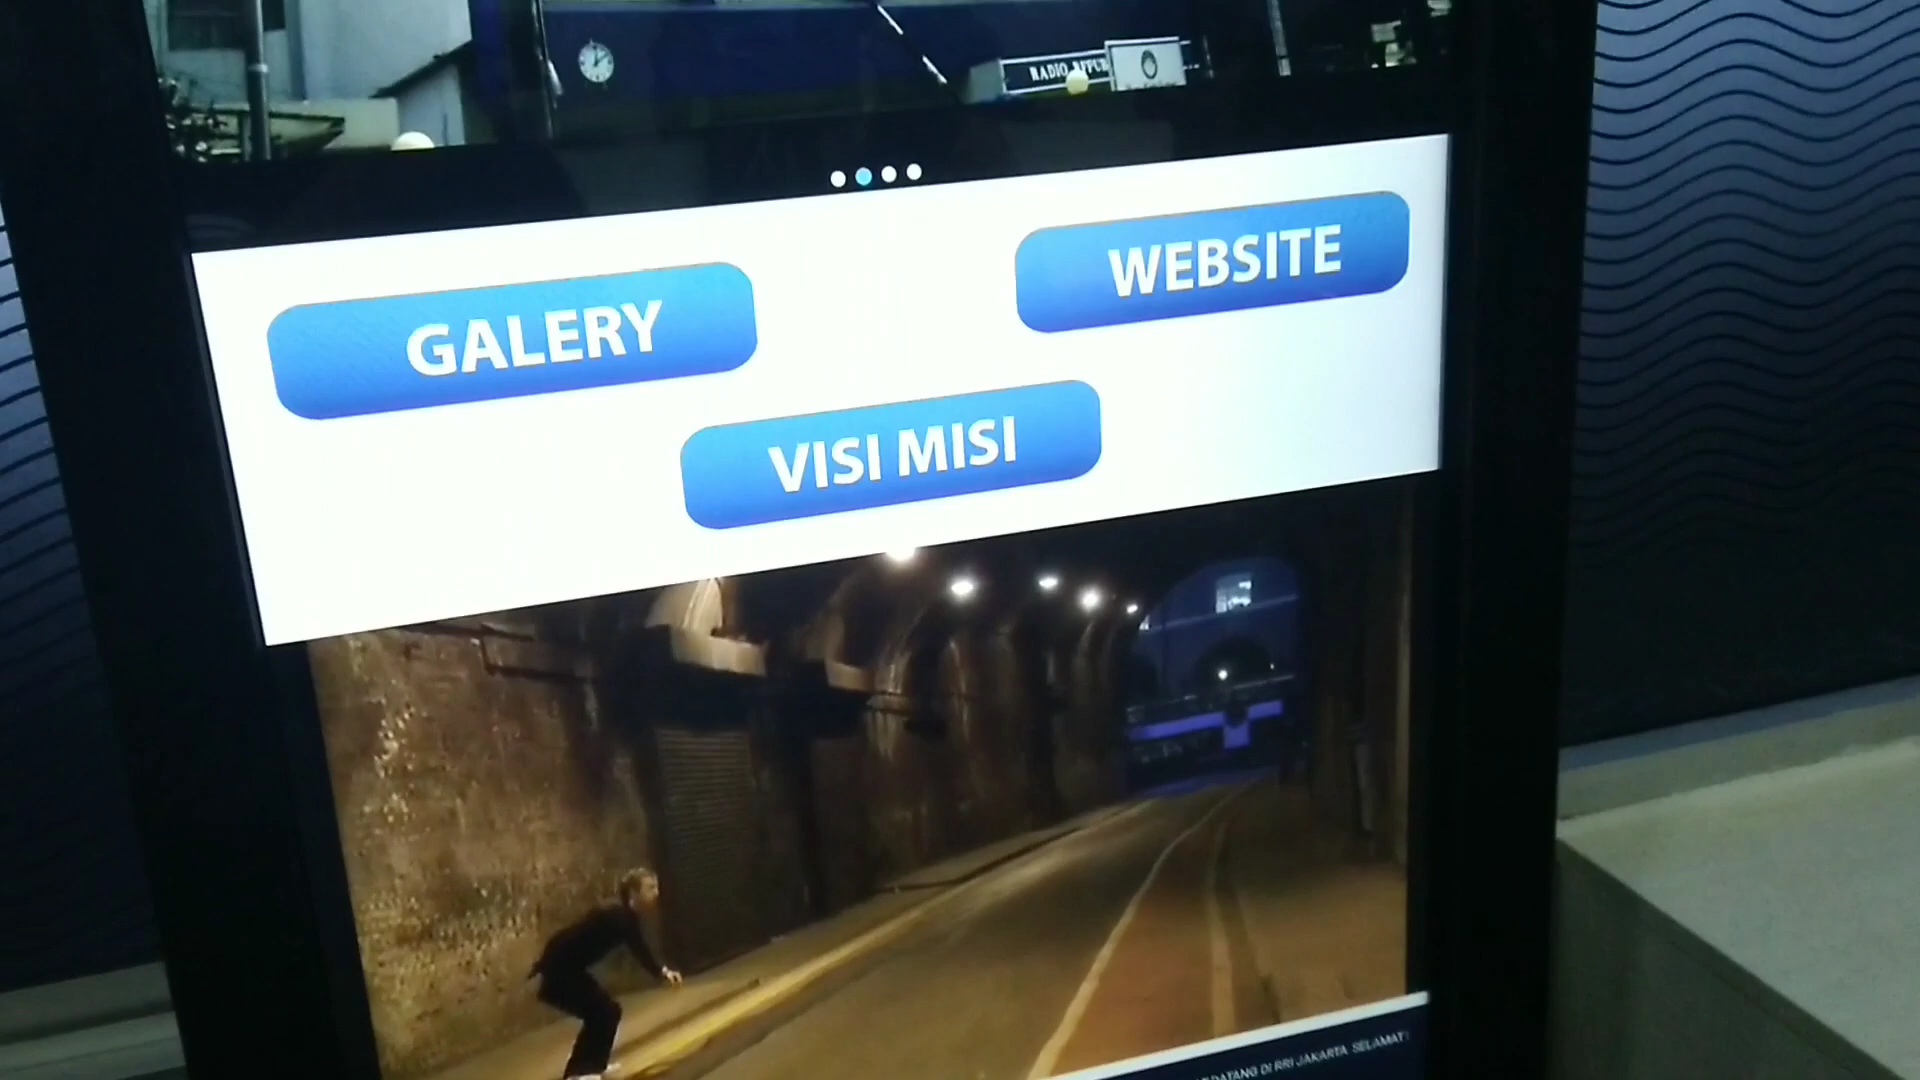 RADIO
GALERY
WEBSITE
VISI MISI
DATANG DI RRI JAKARTA SELAMAT